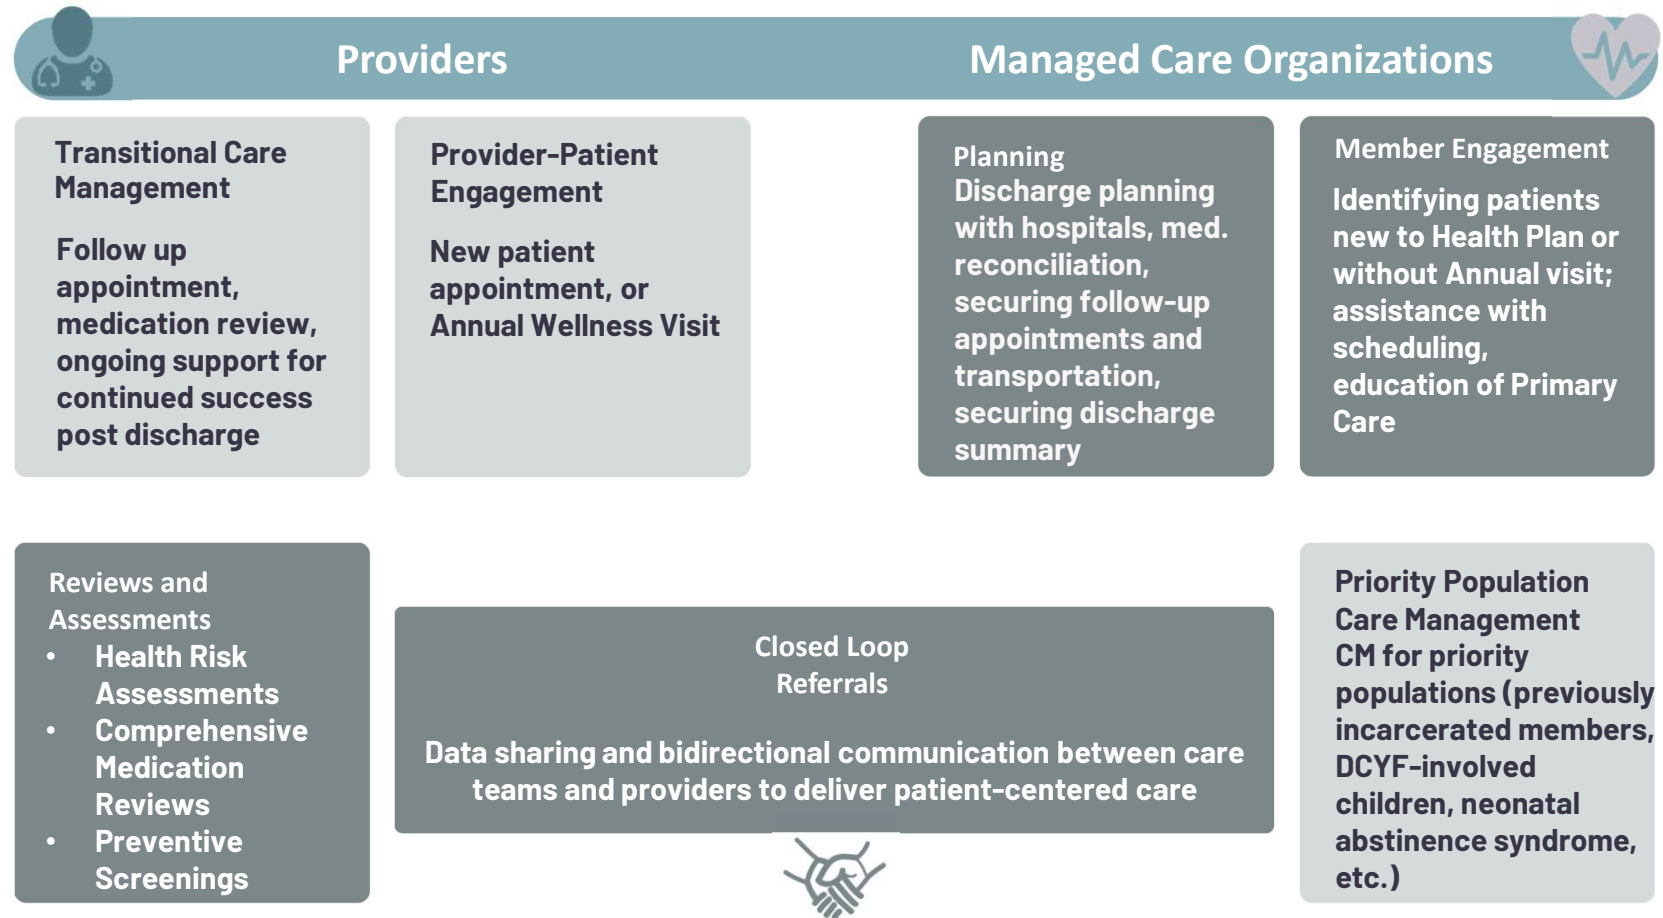 Providers
Managed Care Organizations
Transitional Care
Management
Follow up
appointment,
medication review,
ongoing support for
continued success
post discharge
Provider-Patient
Engagement
New patient
appointment, or
Annual Wellness Visit
Planning
Discharge planning
with hospitals, med.
reconciliation,
securing follow-up
appointments and
transportation,
securing discharge
summary
Member Engagement
Identifying patients
new to Health Plan or
without Annual visit;
assistance with
scheduling,
education of Primary
Care
Reviews and
Assessments
• Health Risk
Assessments
• Comprehensive
Medication
Reviews
• Preventive
Screenings
Closed Loop
Referrals
Data sharing and bidirectional communication between care
teams and providers to deliver patient-centered care
Priority Population
Care Management
CM for priority
populations (previously
incarcerated members,
DCYF-involved
children, neonatal
abstinence syndrome,
etc.)